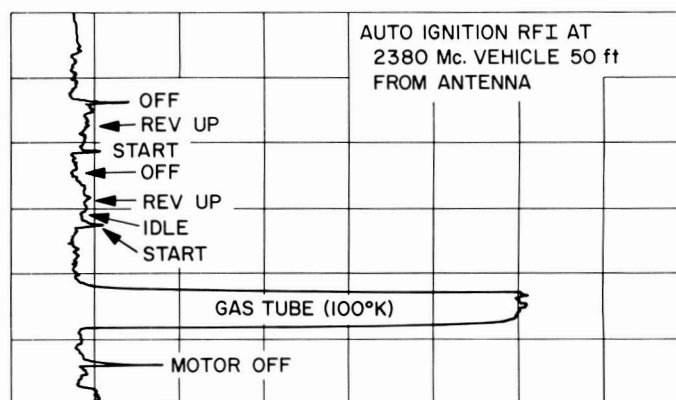 AUTO IGNITION RFI AT
2380 Mc. VEHICLE 50 ft
FROM ANTENNA
OFF
REV UP
START
OFF
REV UP
IDLE
START
GAS TUBE (100°K)
MOTOR OFF